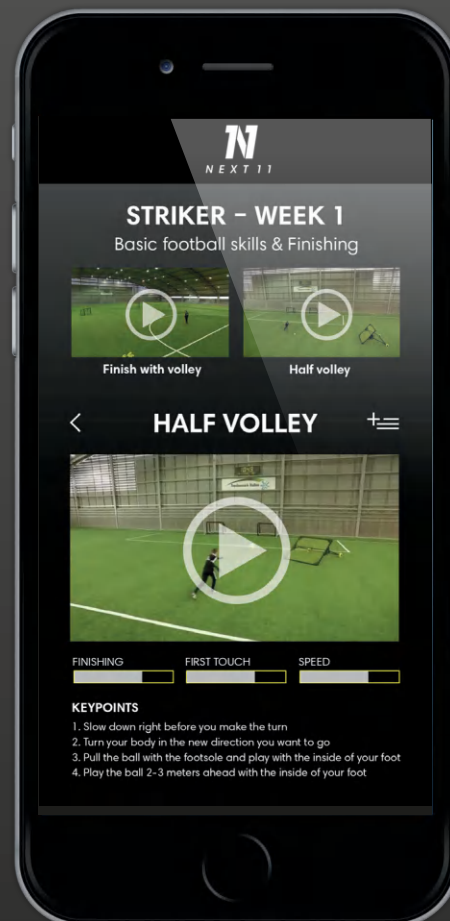 NEXT 11
STRIKER – WEEK 1
Basic football skills & Finishing
Finish with volley
Half volley
HALF VOLLEY
FINISHING
FIRST TOUCH
SPEED
KEYPOINTS
1. Slow down right before you make the turn
2. Turn your body in the new direction you want to go
3. Pull the ball with the footsole and play with the inside of your foot
4. Play the ball 2-3 meters ahead with the inside of your foot